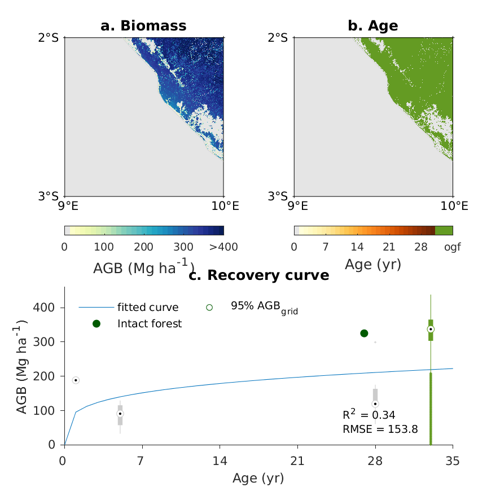 a. Biomass
b. Age
2°S
3°S
9°E
10°E
2°S
3°S
9°E
10°E
0 100 200 300 >400
AGB (Mg ha⁻¹)
0 7 14 21 28 ogf
Age (yr)
c. Recovery curve
fitted curve
Intact forest
95% AGB_grid
R² = 0.34
RMSE = 153.8
400
300
200
100
0
AGB (Mg ha⁻¹)
0 7 14 21 28 35
Age (yr)